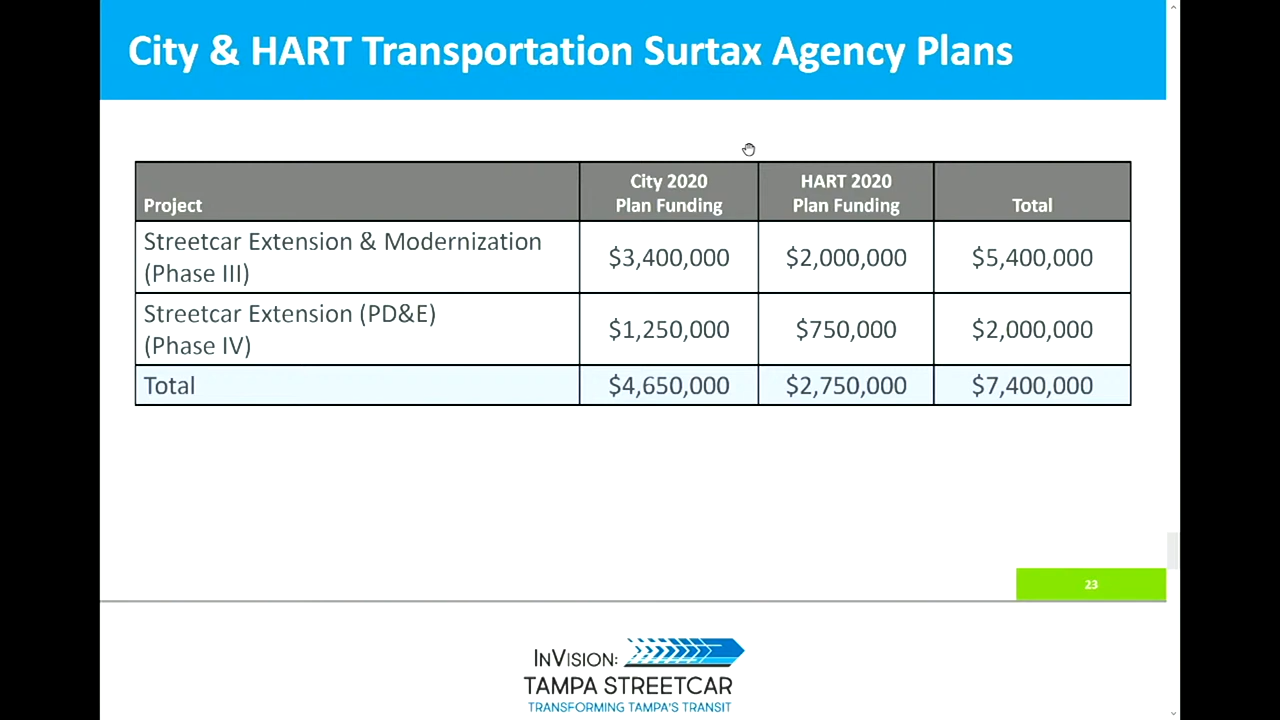 City & HART Transportation Surtax Agency Plans
Project
City 2020
Plan Funding
HART 2020
Plan Funding
Total
Streetcar Extension & Modernization
(Phase III)
$3,400,000
$2,000,000
$5,400,000
Streetcar Extension (PD&E)
(Phase IV)
$1,250,000
$750,000
$2,000,000
Total
$4,650,000
$2,750,000
$7,400,000
23
INVISION:
TAMPA STREETCAR
TRANSFORMING TAMPA'S TRANSIT